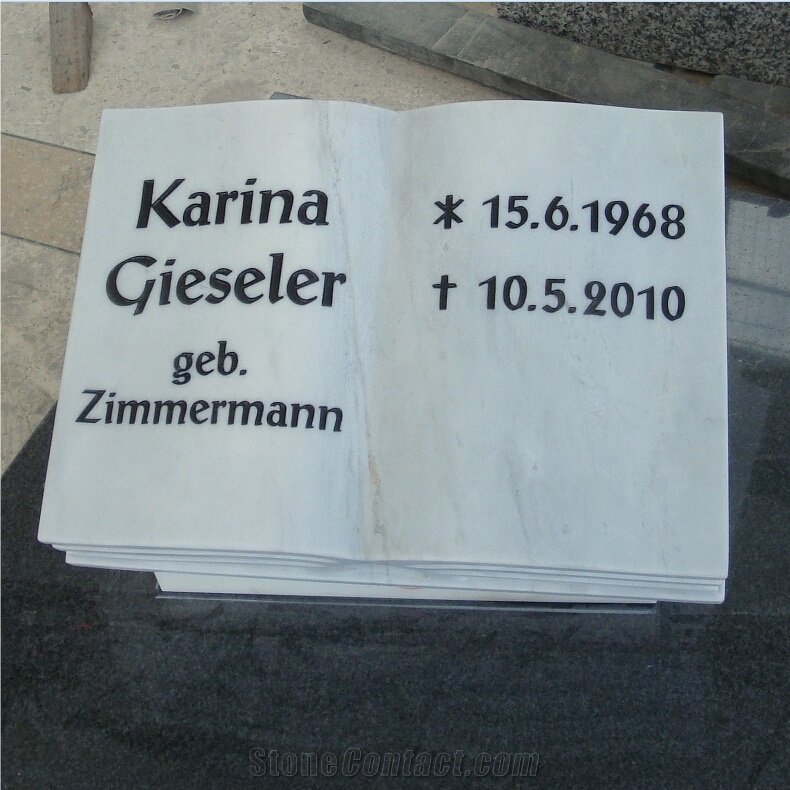 Karina
Gieseler
geb.
Zimmermann
* 15.6.1968
† 10.5.2010
StoneContact.com